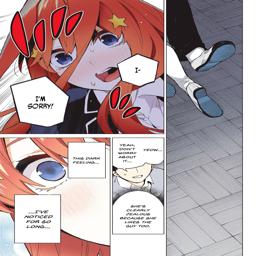 I-
I'M
SORRY!
YEOW...
YEAH,
DON'T
WORRY
ABOUT
IT...
THIS DARK
FEELING...
SHE'S
CLEARLY
JEALOUS
BECAUSE SHE
LIKES THE
GUY TOO.
...I'VE
NOTICED
FOR SO
LONG...